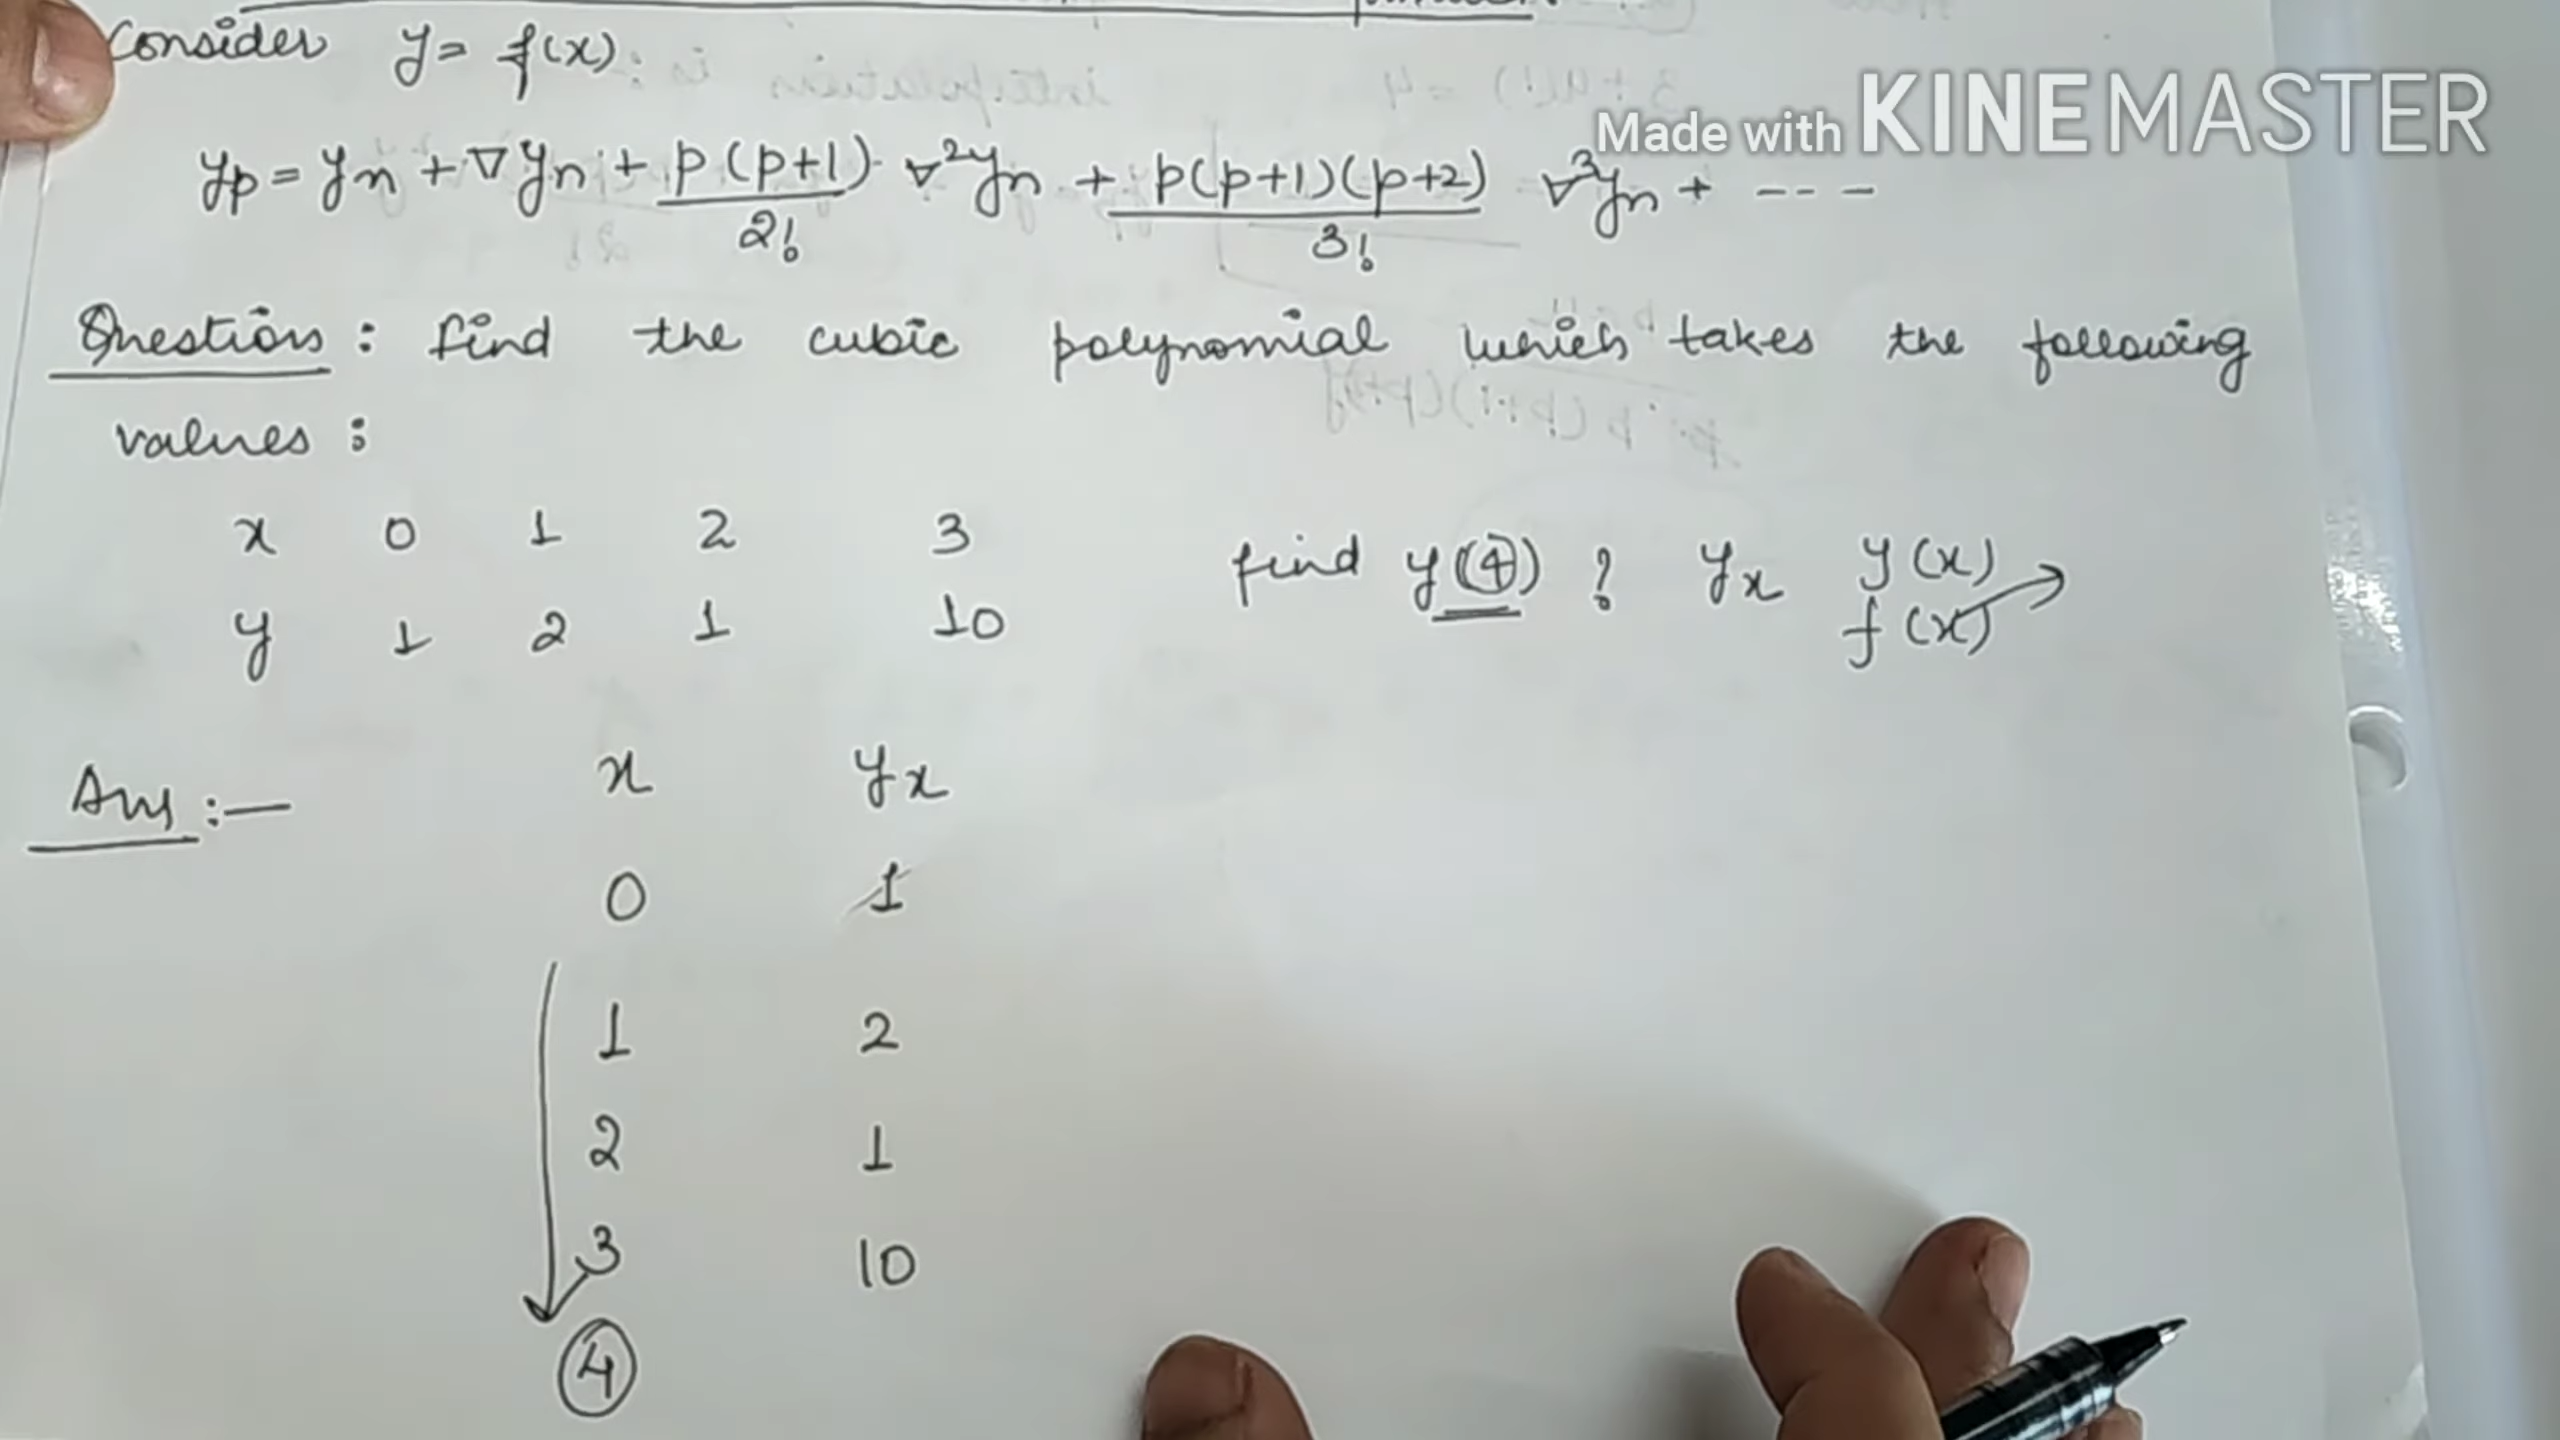 Consider y = f(x).
Made with KINEMASTER
yp = yn + ∇yn + p(p+1)/2! ∇²yn + p(p+1)(p+2)/3! ∇³yn + ---
Question : find the cubic polynomial which takes the following
values :
x 0 1 2 3
y 1 2 1 10
find y(4) ? yx y(x)
f(x)
Ans :— x yx
0 1
1 2
2 1
3 10
4